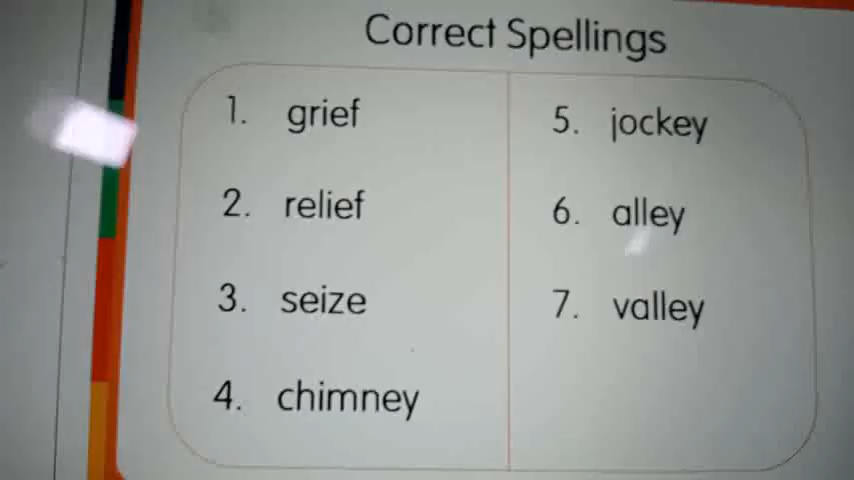 Correct Spellings
1. grief
2. relief
3. seize
4. chimney
5. jockey
6. alley
7. valley